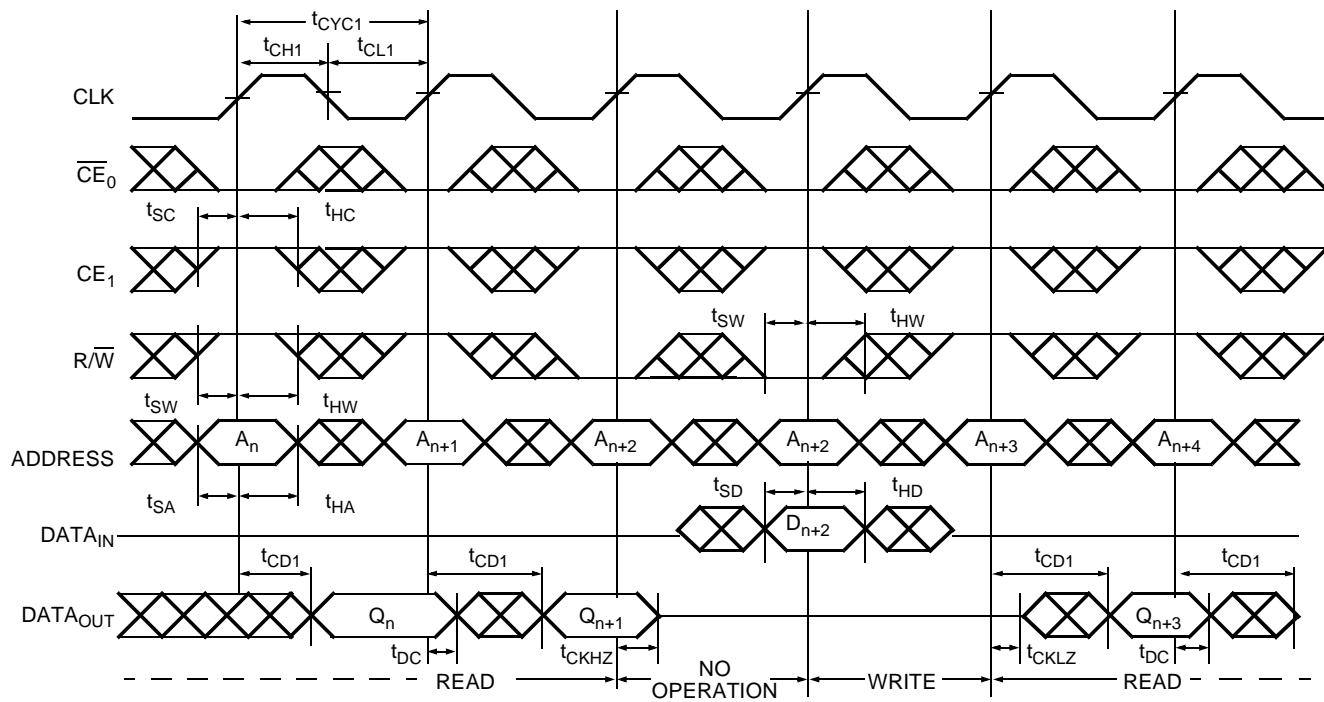 tCYC1
tCH1 tCL1
CLK
CE0
tSC tHC
CE1
tSW tHW
R/W
tSW tHW
ADDRESS An An+1 An+2 An+2 An+3 An+4
tSA tHA tSD tHD
DATAIN Dn+2
tCD1 tCD1 tCD1 tCD1
DATAOUT Qn Qn+1 Qn+3
tDC tCKHZ tCKLZ tDC
READ NO OPERATION WRITE READ